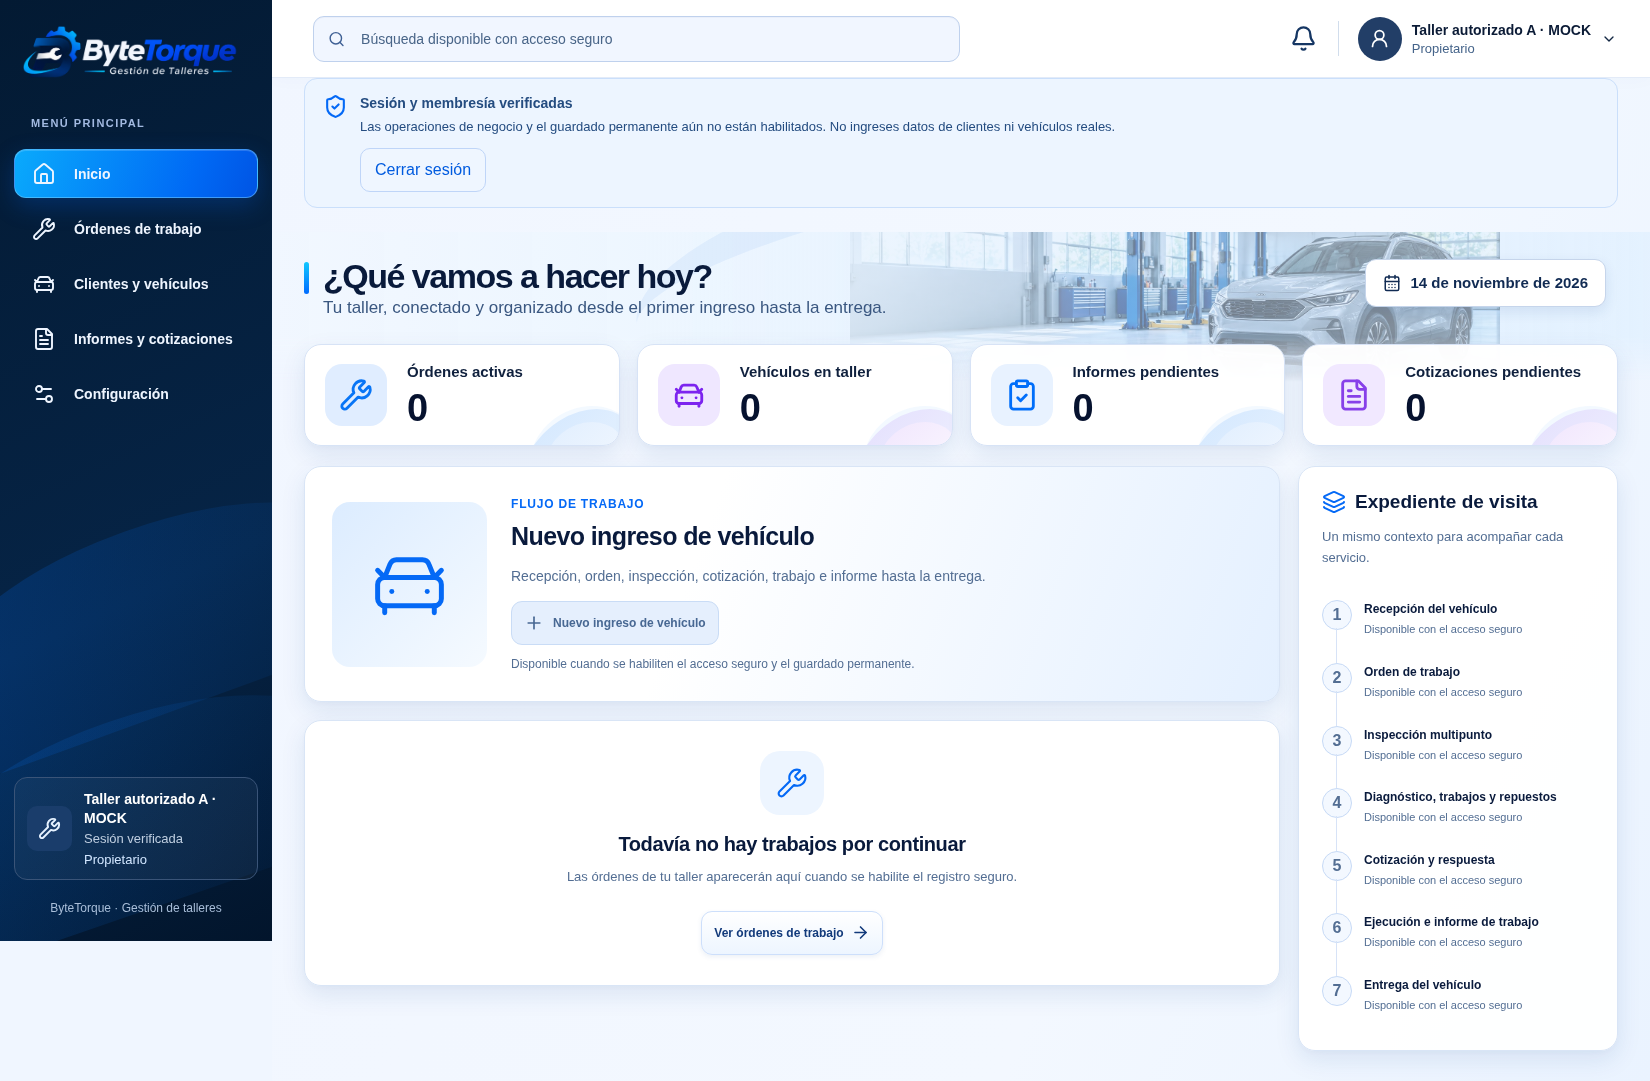 ByteTorque
Gestión de Talleres
MENÚ PRINCIPAL
Inicio
Órdenes de trabajo
Clientes y vehículos
Informes y cotizaciones
Configuración
Taller autorizado A ·
MOCK
Sesión verificada
Propietario
ByteTorque · Gestión de talleres
Búsqueda disponible con acceso seguro
Taller autorizado A · MOCK
Propietario
Sesión y membresía verificadas
Las operaciones de negocio y el guardado permanente aún no están habilitados. No ingreses datos de clientes ni vehículos reales.
Cerrar sesión
¿Qué vamos a hacer hoy?
Tu taller, conectado y organizado desde el primer ingreso hasta la entrega.
14 de noviembre de 2026
Órdenes activas
0
Vehículos en taller
0
Informes pendientes
0
Cotizaciones pendientes
0
FLUJO DE TRABAJO
Nuevo ingreso de vehículo
Recepción, orden, inspección, cotización, trabajo e informe hasta la entrega.
Nuevo ingreso de vehículo
Disponible cuando se habiliten el acceso seguro y el guardado permanente.
Todavía no hay trabajos por continuar
Las órdenes de tu taller aparecerán aquí cuando se habilite el registro seguro.
Ver órdenes de trabajo
Expediente de visita
Un mismo contexto para acompañar cada
servicio.
1
Recepción del vehículo
Disponible con el acceso seguro
2
Orden de trabajo
Disponible con el acceso seguro
3
Inspección multipunto
Disponible con el acceso seguro
4
Diagnóstico, trabajos y repuestos
Disponible con el acceso seguro
5
Cotización y respuesta
Disponible con el acceso seguro
6
Ejecución e informe de trabajo
Disponible con el acceso seguro
7
Entrega del vehículo
Disponible con el acceso seguro